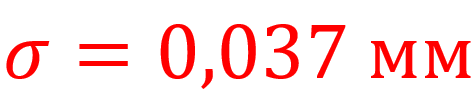 σ = 0,037 мм